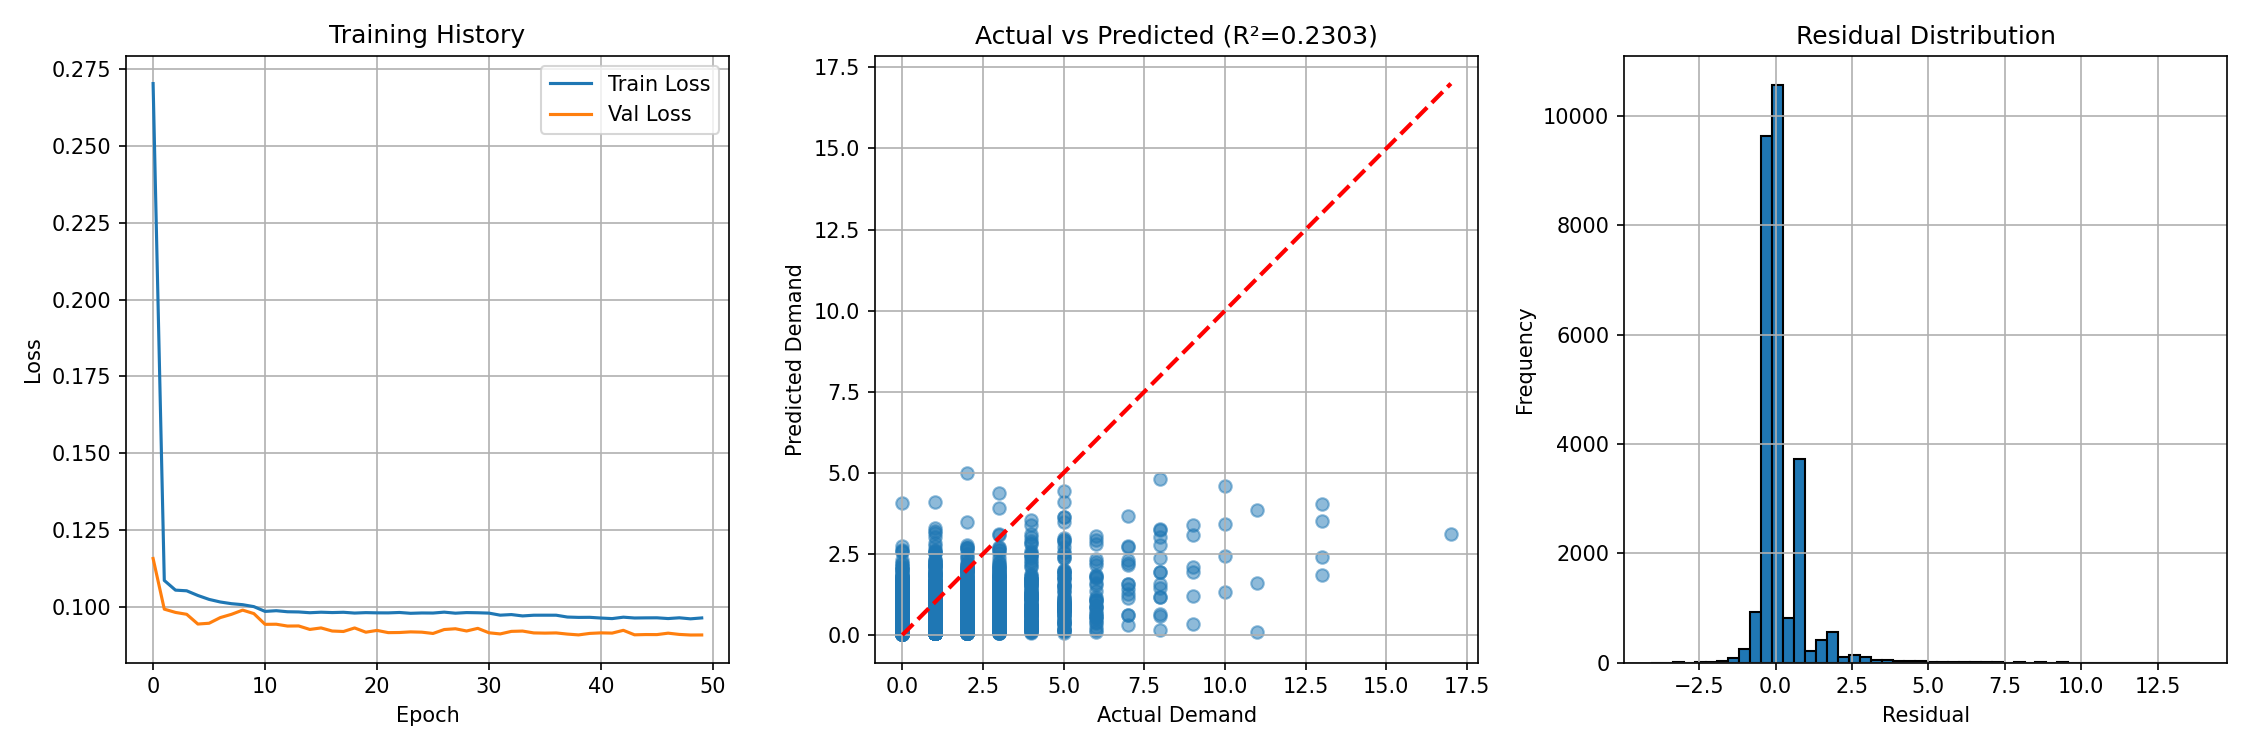 Training History
0.275
0.250
0.225
0.200
0.175
0.150
0.125
0.100
Loss
Train Loss
Val Loss
0 10 20 30 40 50
Epoch
Actual vs Predicted (R²=0.2303)
17.5
15.0
12.5
10.0
7.5
5.0
2.5
0.0
Predicted Demand
0.0 2.5 5.0 7.5 10.0 12.5 15.0 17.5
Actual Demand
Residual Distribution
10000
8000
6000
4000
2000
0
Frequency
−2.5 0.0 2.5 5.0 7.5 10.0 12.5
Residual